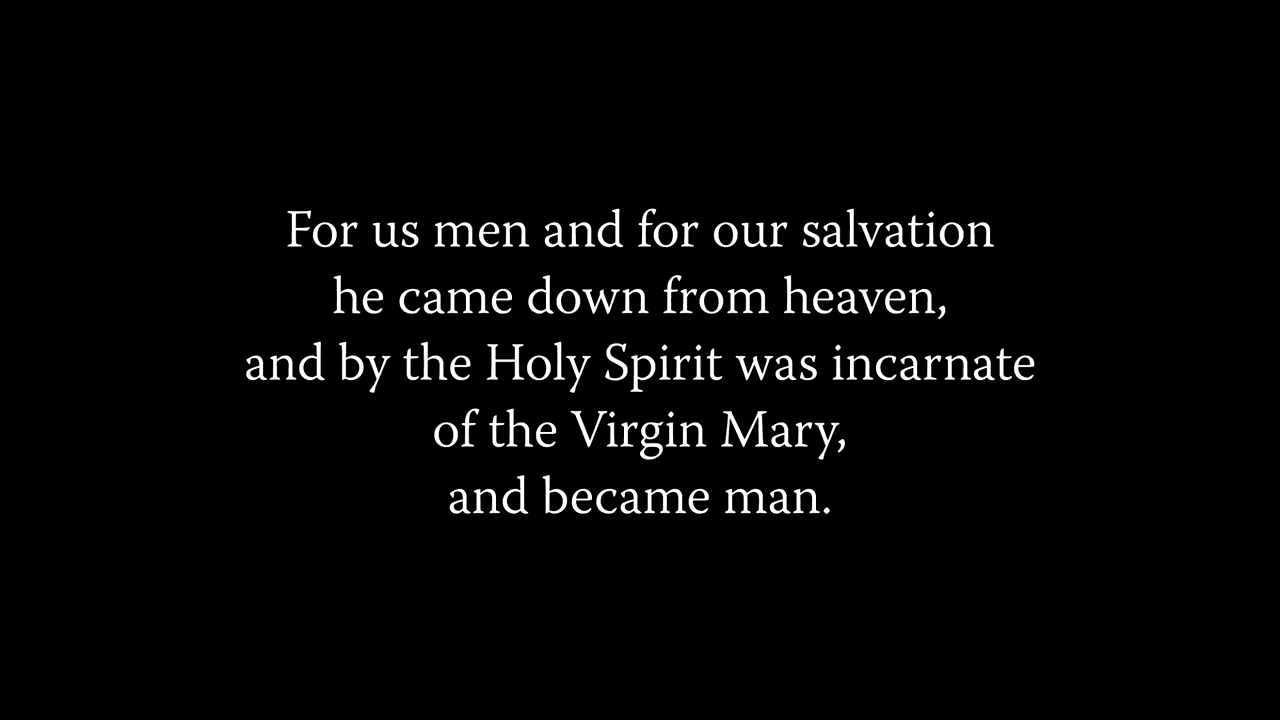 For us men and for our salvation
he came down from heaven,
and by the Holy Spirit was incarnate
of the Virgin Mary,
and became man.